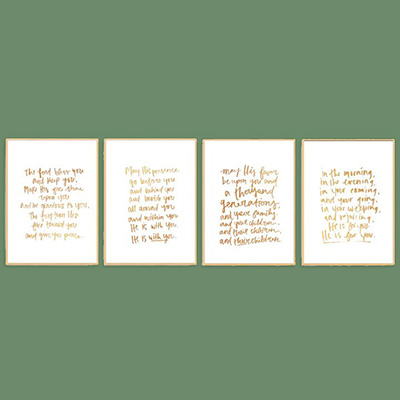 The Lord bless you
and keep you,
Make His face shine
upon you
and be gracious to you,
The Lord turn His
face toward you
and give you peace.
May His presence
go before you
and behind you
and beside you
all around you
and within you
He is with you
He is with you
may His favor
be upon you and
a thousand
generations
and your family
and your children
and their children
and their children
in the morning,
in the evening,
in your coming,
and your going,
in your weeping,
and rejoicing,
He is for you
He is for you.